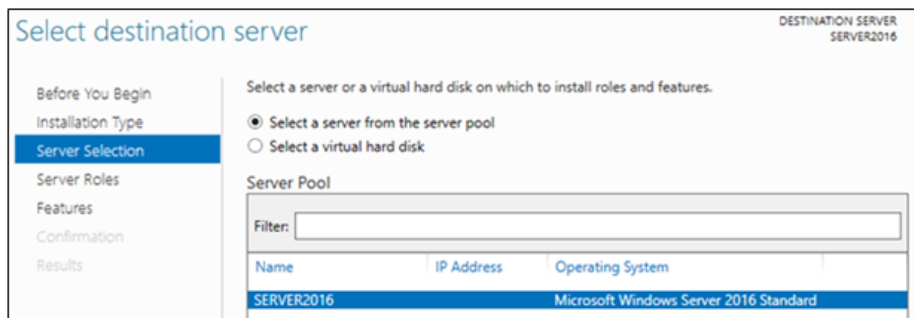 Select destination server
DESTINATION SERVER
SERVER2016
Before You Begin
Installation Type
Server Selection
Server Roles
Features
Confirmation
Results
Select a server or a virtual hard disk on which to install roles and features.
Select a server from the server pool
Select a virtual hard disk
Server Pool
Filter:
Name IP Address Operating System
SERVER2016 Microsoft Windows Server 2016 Standard